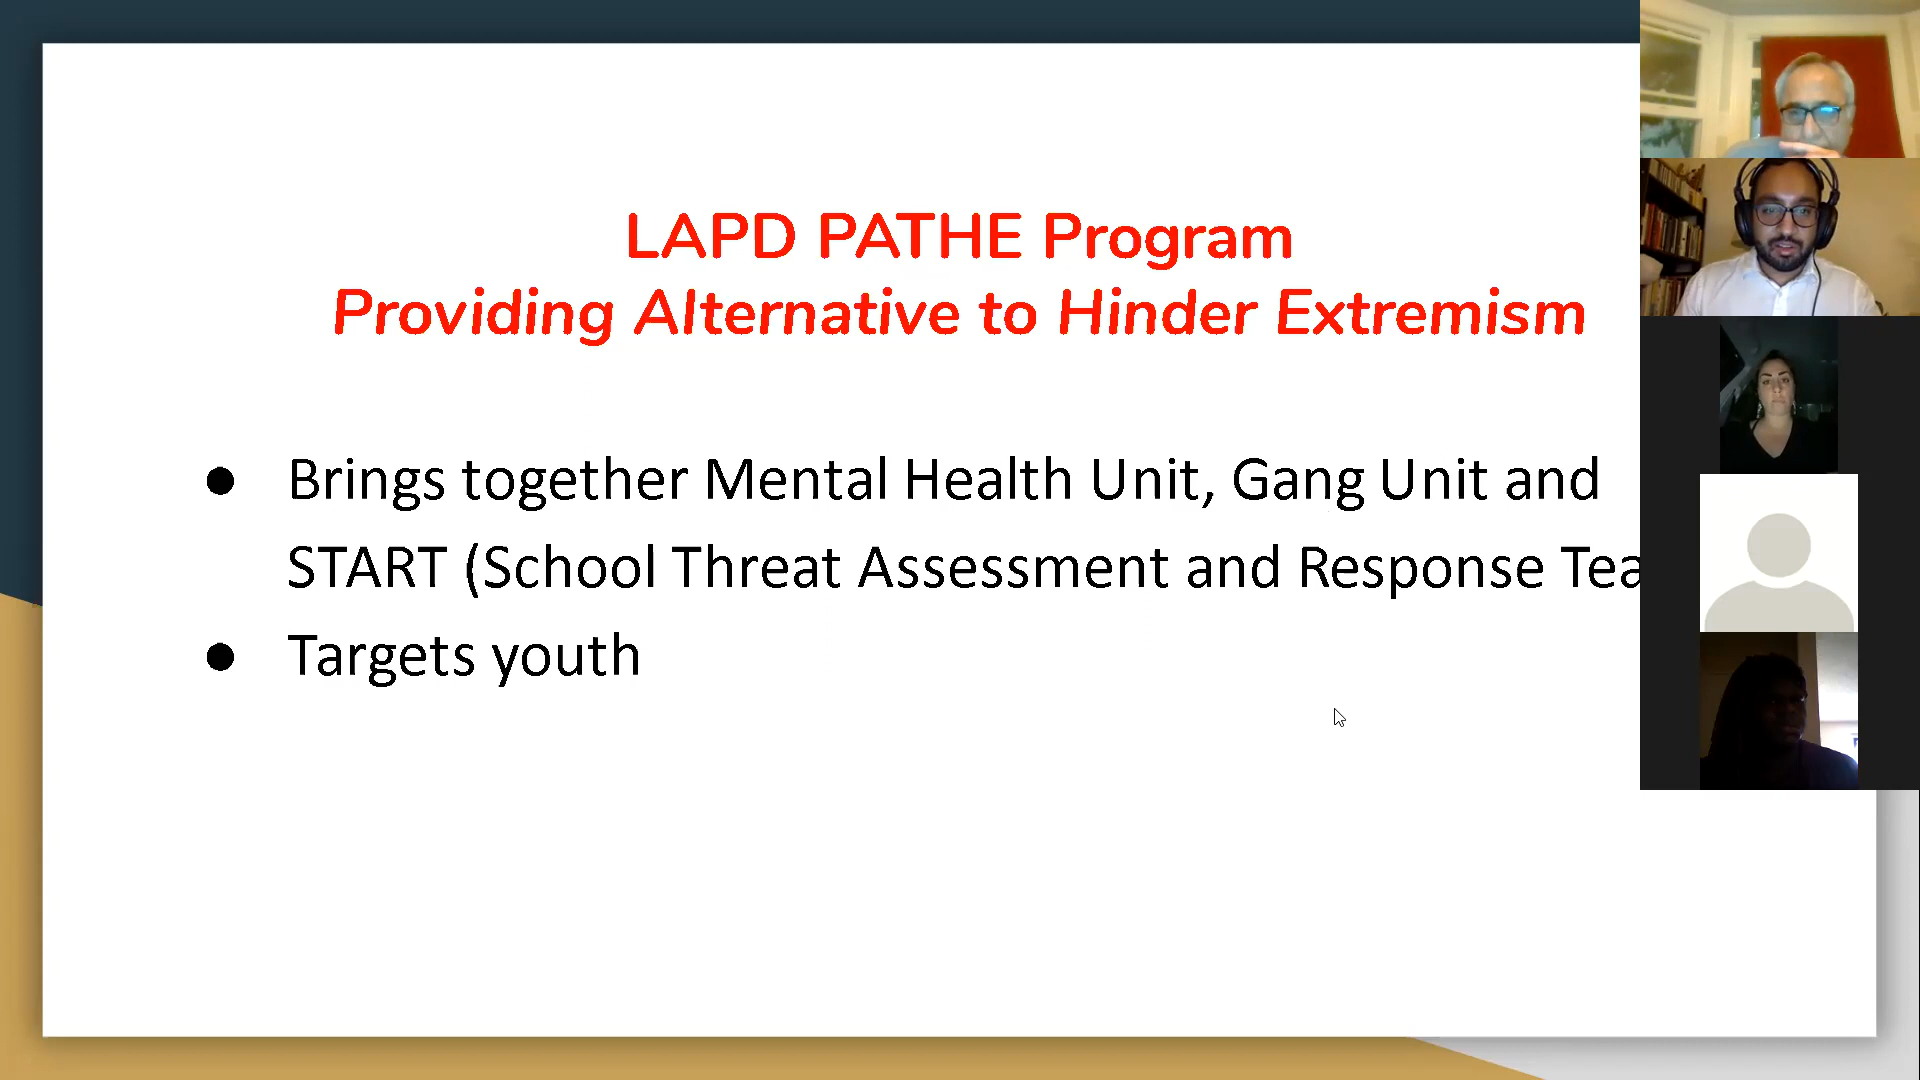 LAPD PATHE Program
Providing Alternative to Hinder Extremism
● Brings together Mental Health Unit, Gang Unit and
START (School Threat Assessment and Response Tea
● Targets youth